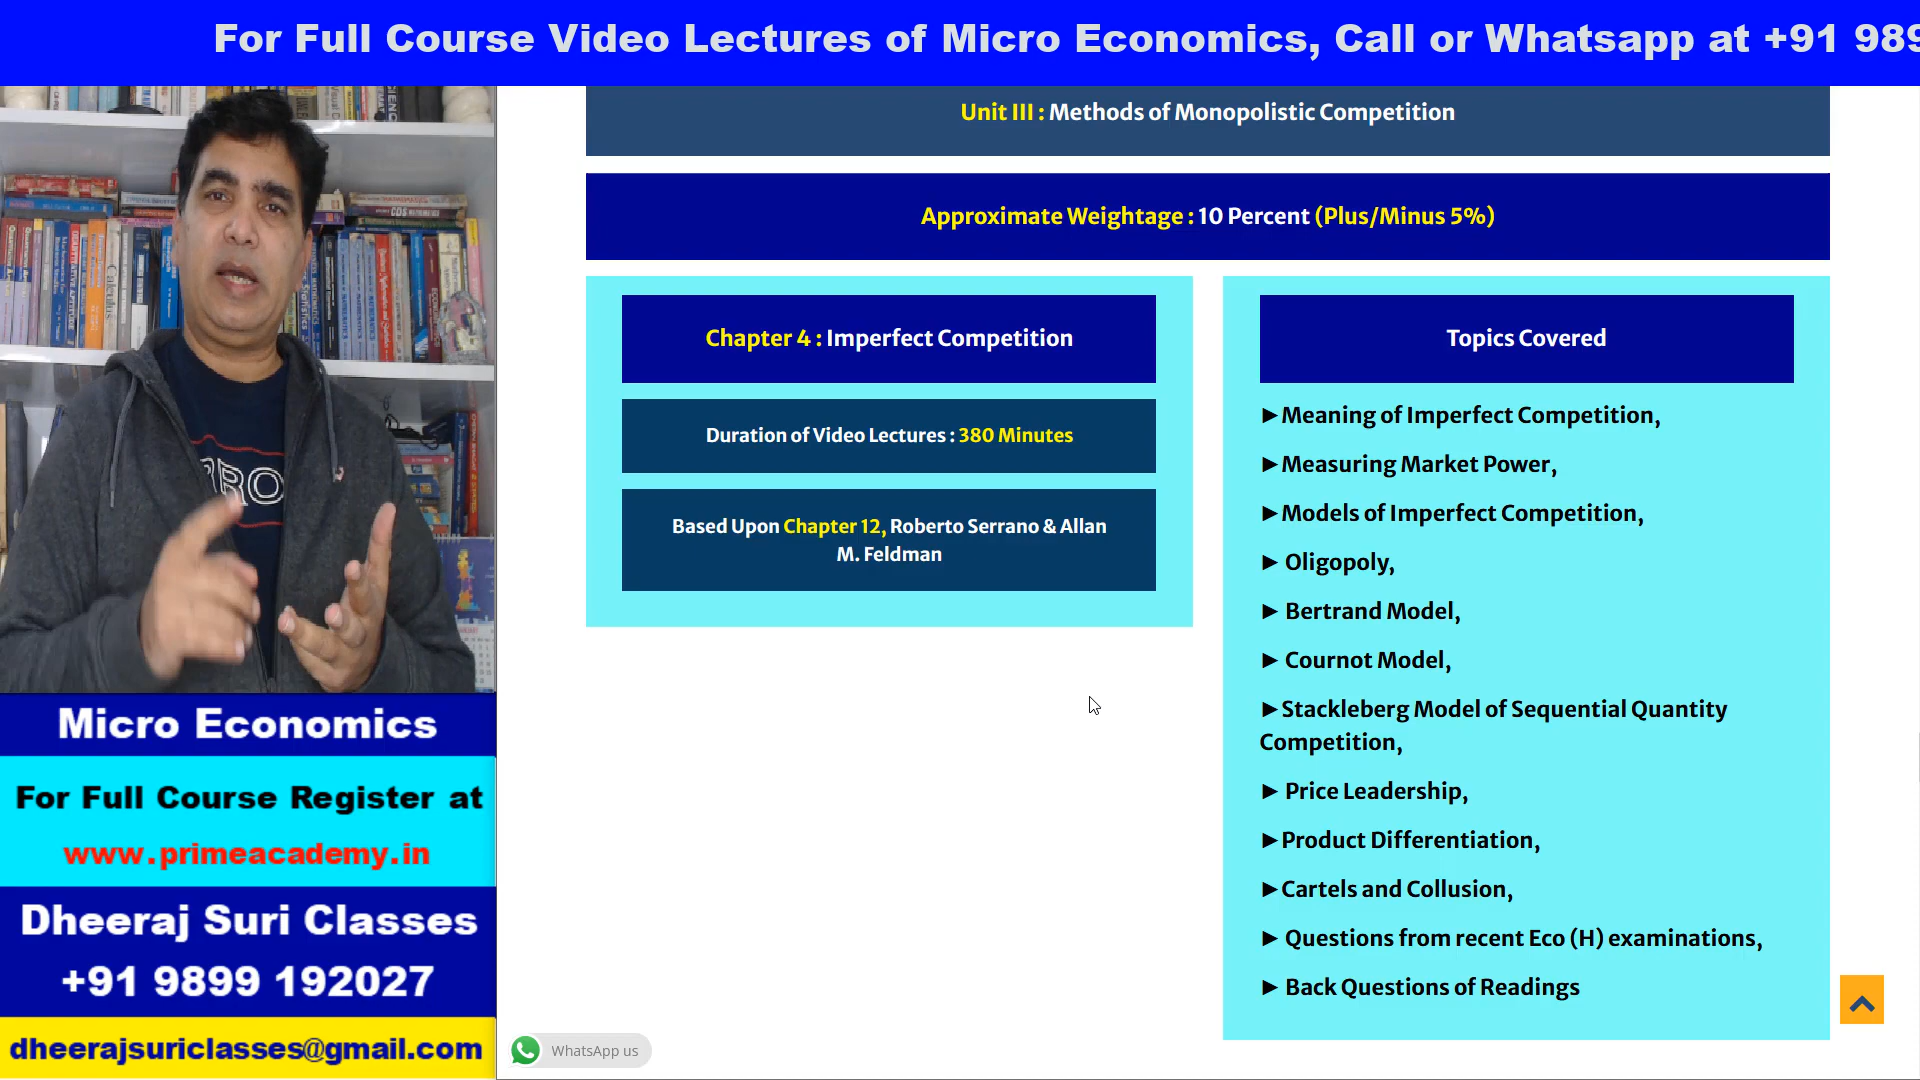 For Full Course Video Lectures of Micro Economics, Call or Whatsapp at +91 989
Unit III : Methods of Monopolistic Competition
Approximate Weightage : 10 Percent (Plus/Minus 5%)
Chapter 4 : Imperfect Competition
Duration of Video Lectures : 380 Minutes
Based Upon Chapter 12, Roberto Serrano & Allan
M. Feldman
Topics Covered
►Meaning of Imperfect Competition,
►Measuring Market Power,
►Models of Imperfect Competition,
► Oligopoly,
► Bertrand Model,
► Cournot Model,
►Stackleberg Model of Sequential Quantity
Competition,
► Price Leadership,
►Product Differentiation,
►Cartels and Collusion,
► Questions from recent Eco (H) examinations,
► Back Questions of Readings
Micro Economics
For Full Course Register at
www.primeacademy.in
Dheeraj Suri Classes
+91 9899 192027
dheerajsuriclasses@gmail.com
WhatsApp us